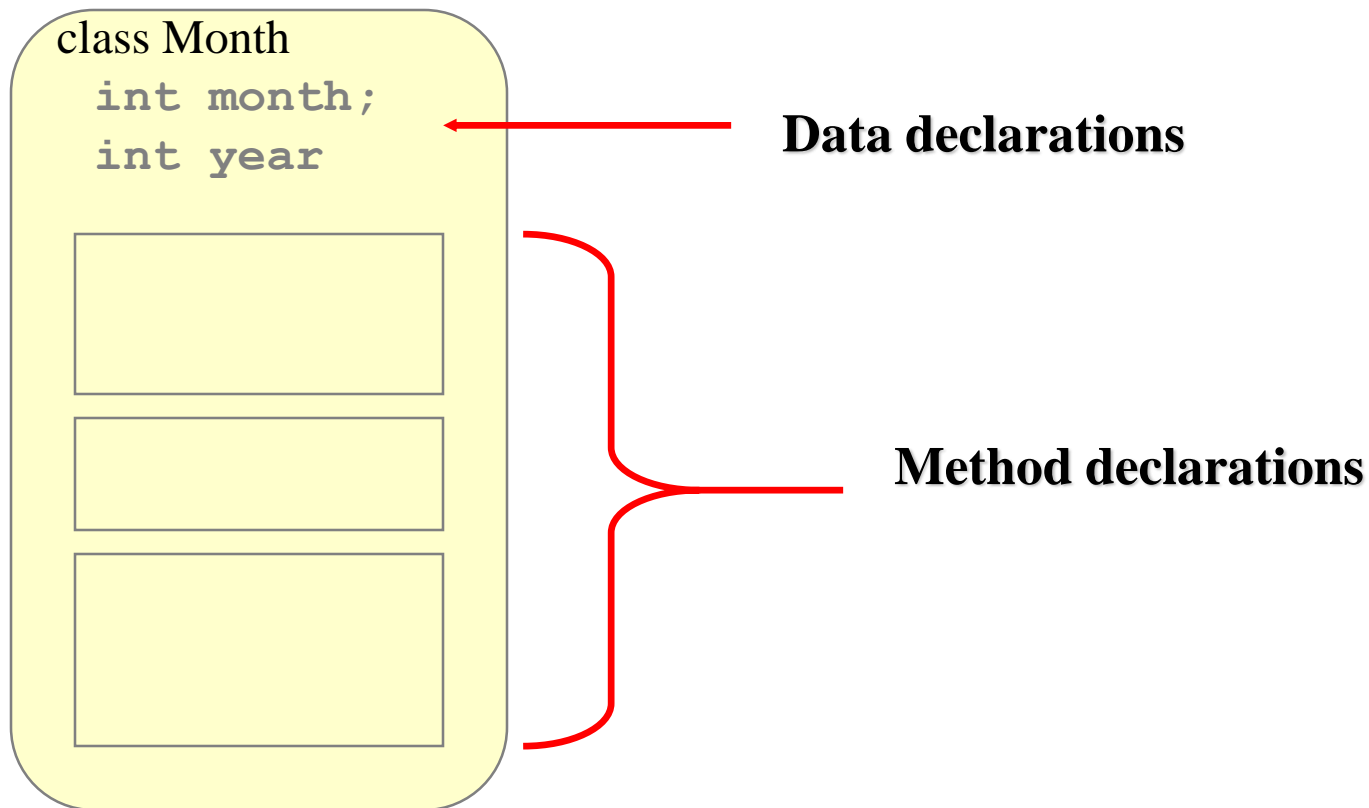 class Month
int month;
int year
Data declarations
Method declarations